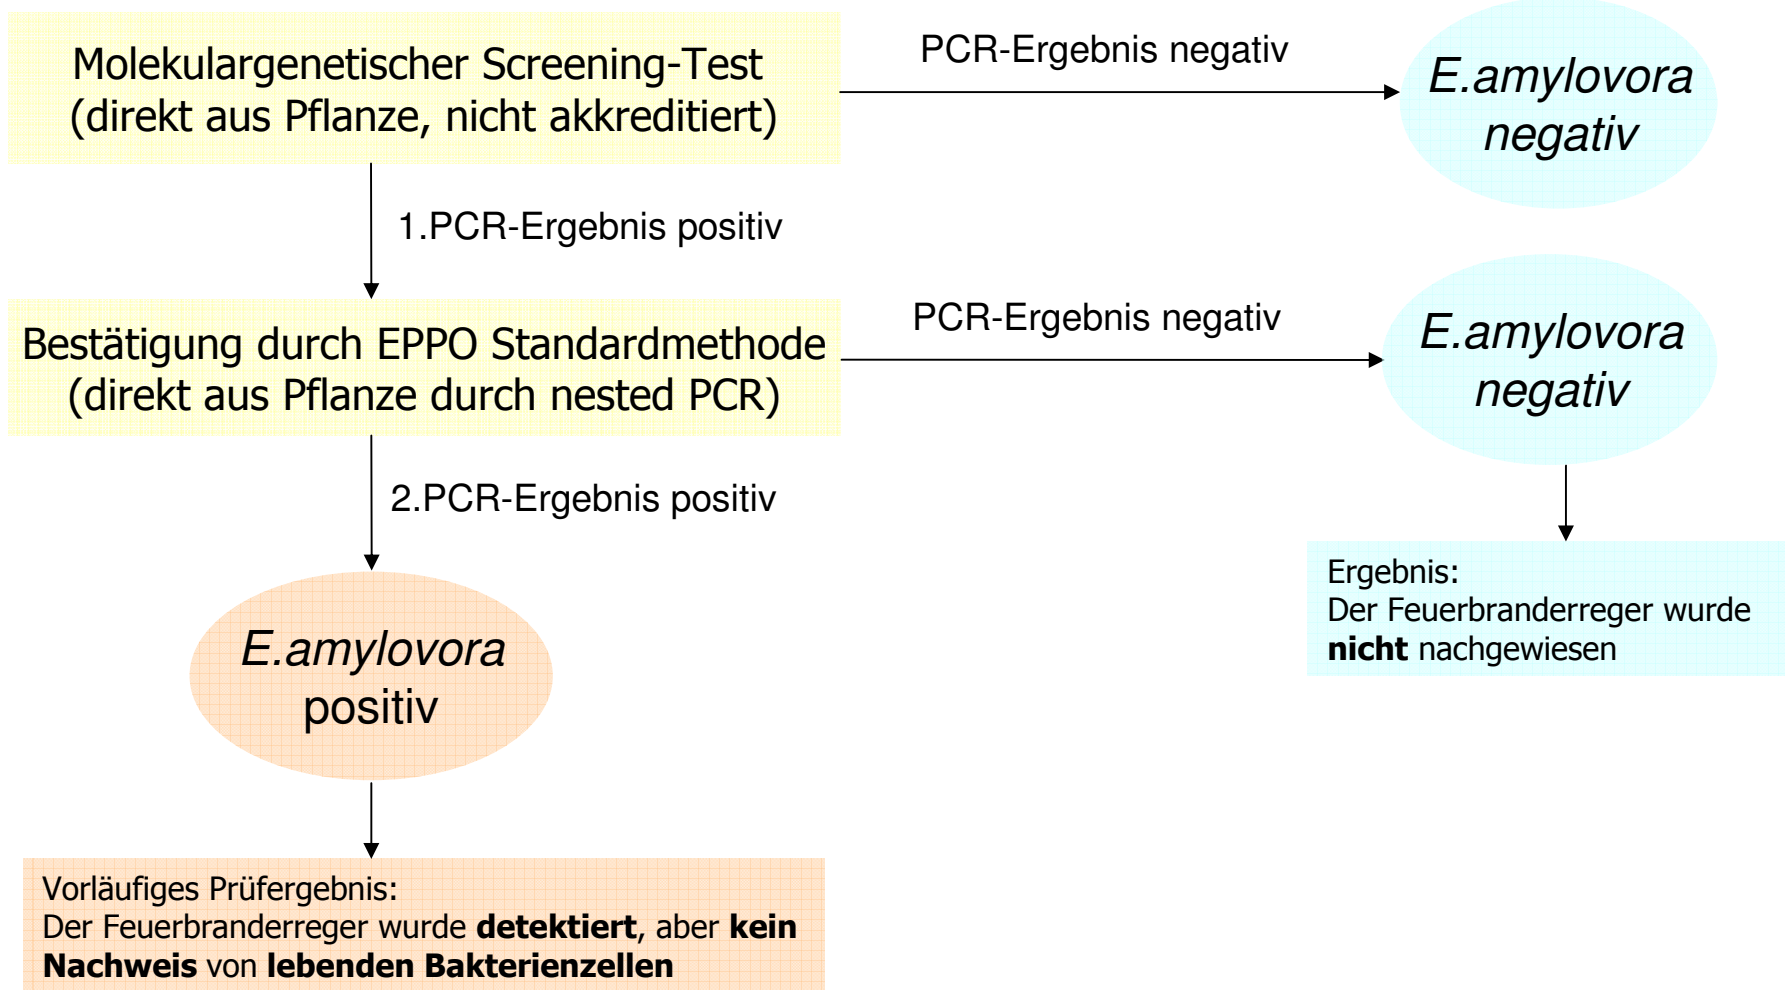 Molekulargenetischer Screening-Test
(direkt aus Pflanze, nicht akkreditiert)
PCR-Ergebnis negativ
E.amylovora
negativ
1.PCR-Ergebnis positiv
Bestätigung durch EPPO Standardmethode
(direkt aus Pflanze durch nested PCR)
PCR-Ergebnis negativ
E.amylovora
negativ
2.PCR-Ergebnis positiv
Ergebnis:
Der Feuerbranderreger wurde
nicht nachgewiesen
E.amylovora
positiv
Vorläufiges Prüfergebnis:
Der Feuerbranderreger wurde detektiert, aber kein
Nachweis von lebenden Bakterienzellen